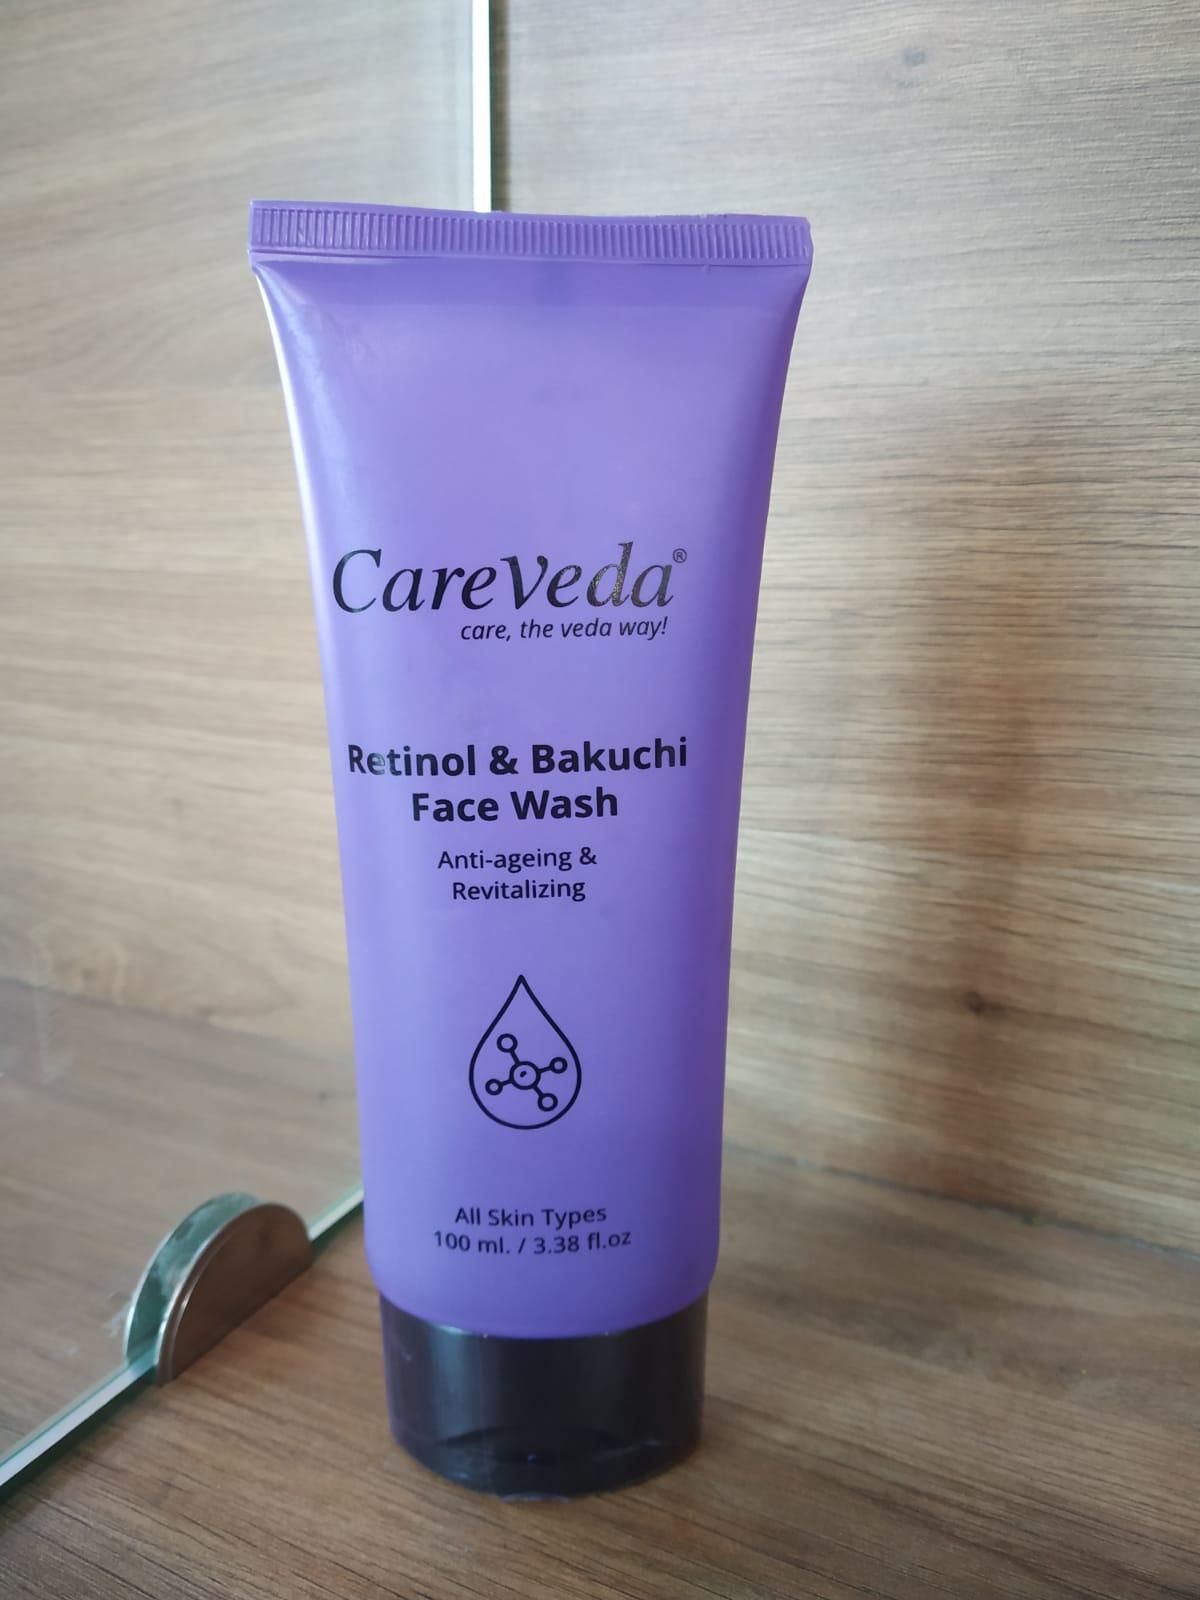 CareVeda®
care, the veda way!
Retinol & Bakuchi
Face Wash
Anti-ageing &
Revitalizing
All Skin Types
100 ml. / 3.38 fl.oz